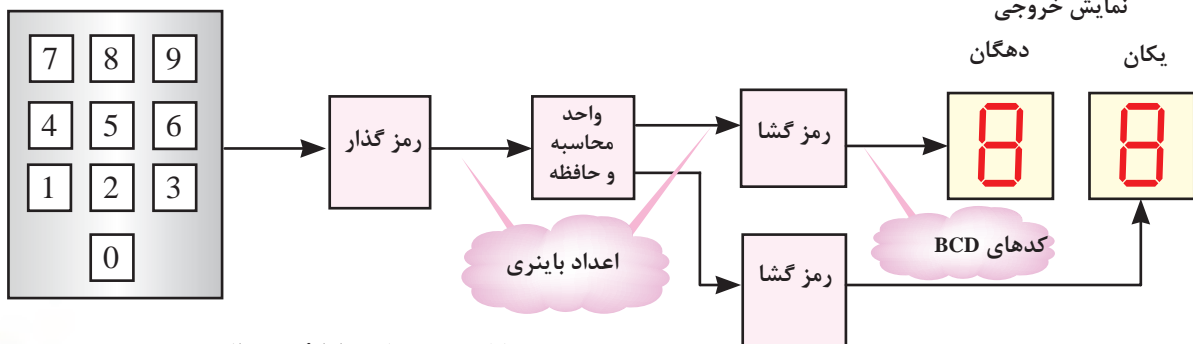 نمایش خروجی
دهگان
یکان
7 8 9
4 5 6
1 2 3
0
رمز گذار
واحد
محاسبه
و حافظه
رمز گشا
رمز گشا
اعداد باینری
کدهای BCD